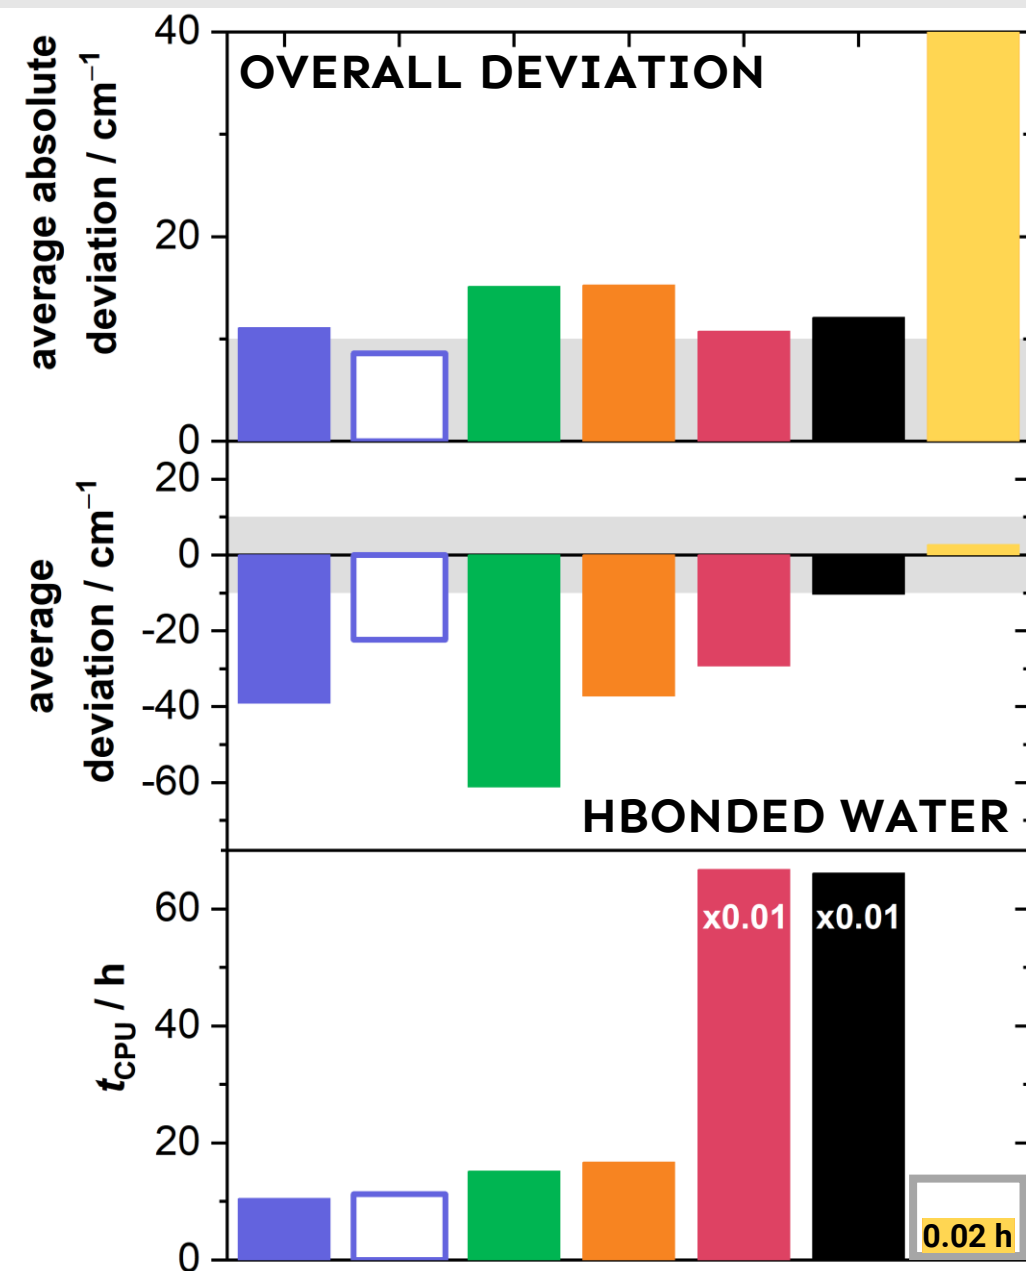 average absolute
deviation / cm⁻¹
40
20
0
OVERALL DEVIATION
average
deviation / cm⁻¹
20
0
-20
-40
-60
HBONDED WATER
tCPU / h
60
40
20
0
x0.01
x0.01
0.02 h